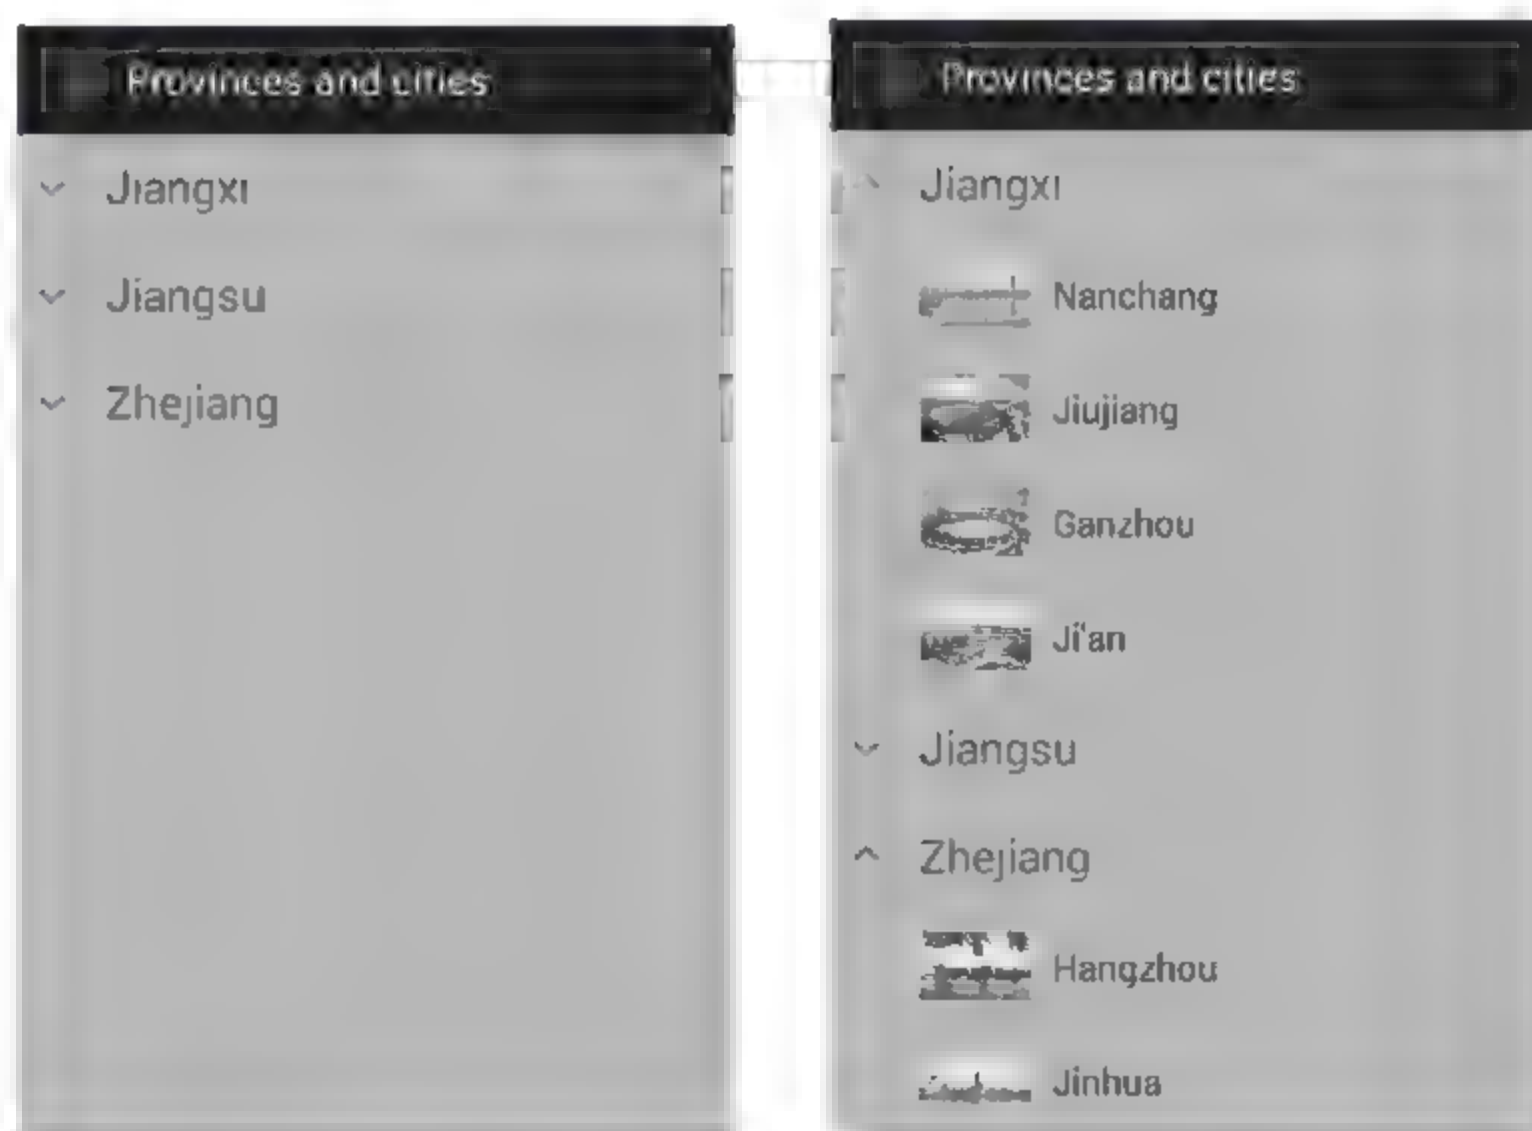 Provinces and cities
Jiangxi
Jiangsu
Zhejiang
Provinces and cities
Jiangxi
Nanchang
Jiujiang
Ganzhou
Ji'an
Jiangsu
Zhejiang
Hangzhou
Jinhua